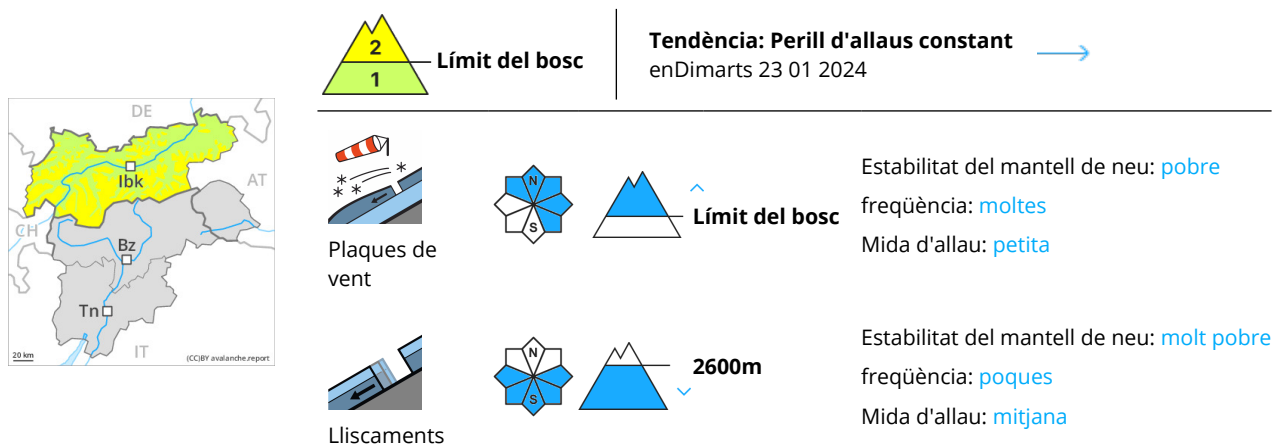 2
1
Límit del bosc
Tendència: Perill d'allaus constant
enDimarts 23 01 2024
DE
AT
CH
IT
Ibk
Bz
Tn
20 km
(CC)BY avalanche.report
Plaques de
vent
N
S
Límit del bosc
Estabilitat del mantell de neu: pobre
freqüència: moltes
Mida d'allau: petita
Lliscaments
N
S
2600m
Estabilitat del mantell de neu: molt pobre
freqüència: poques
Mida d'allau: mitjana